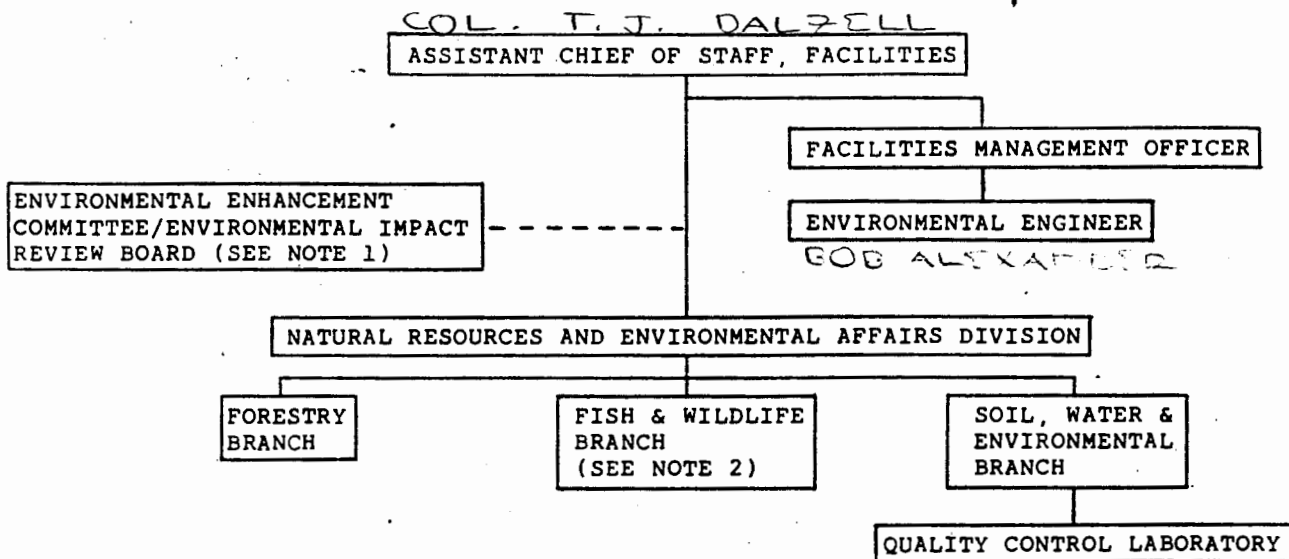 COL. T. J. DALZELL
ASSISTANT CHIEF OF STAFF, FACILITIES
FACILITIES MANAGEMENT OFFICER
ENVIRONMENTAL ENHANCEMENT
COMMITTEE/ENVIRONMENTAL IMPACT
REVIEW BOARD (SEE NOTE 1)
ENVIRONMENTAL ENGINEER
BOB ALEXANDER
NATURAL RESOURCES AND ENVIRONMENTAL AFFAIRS DIVISION
FORESTRY
BRANCH
FISH & WILDLIFE
BRANCH
(SEE NOTE 2)
SOIL, WATER &
ENVIRONMENTAL
BRANCH
QUALITY CONTROL LABORATORY